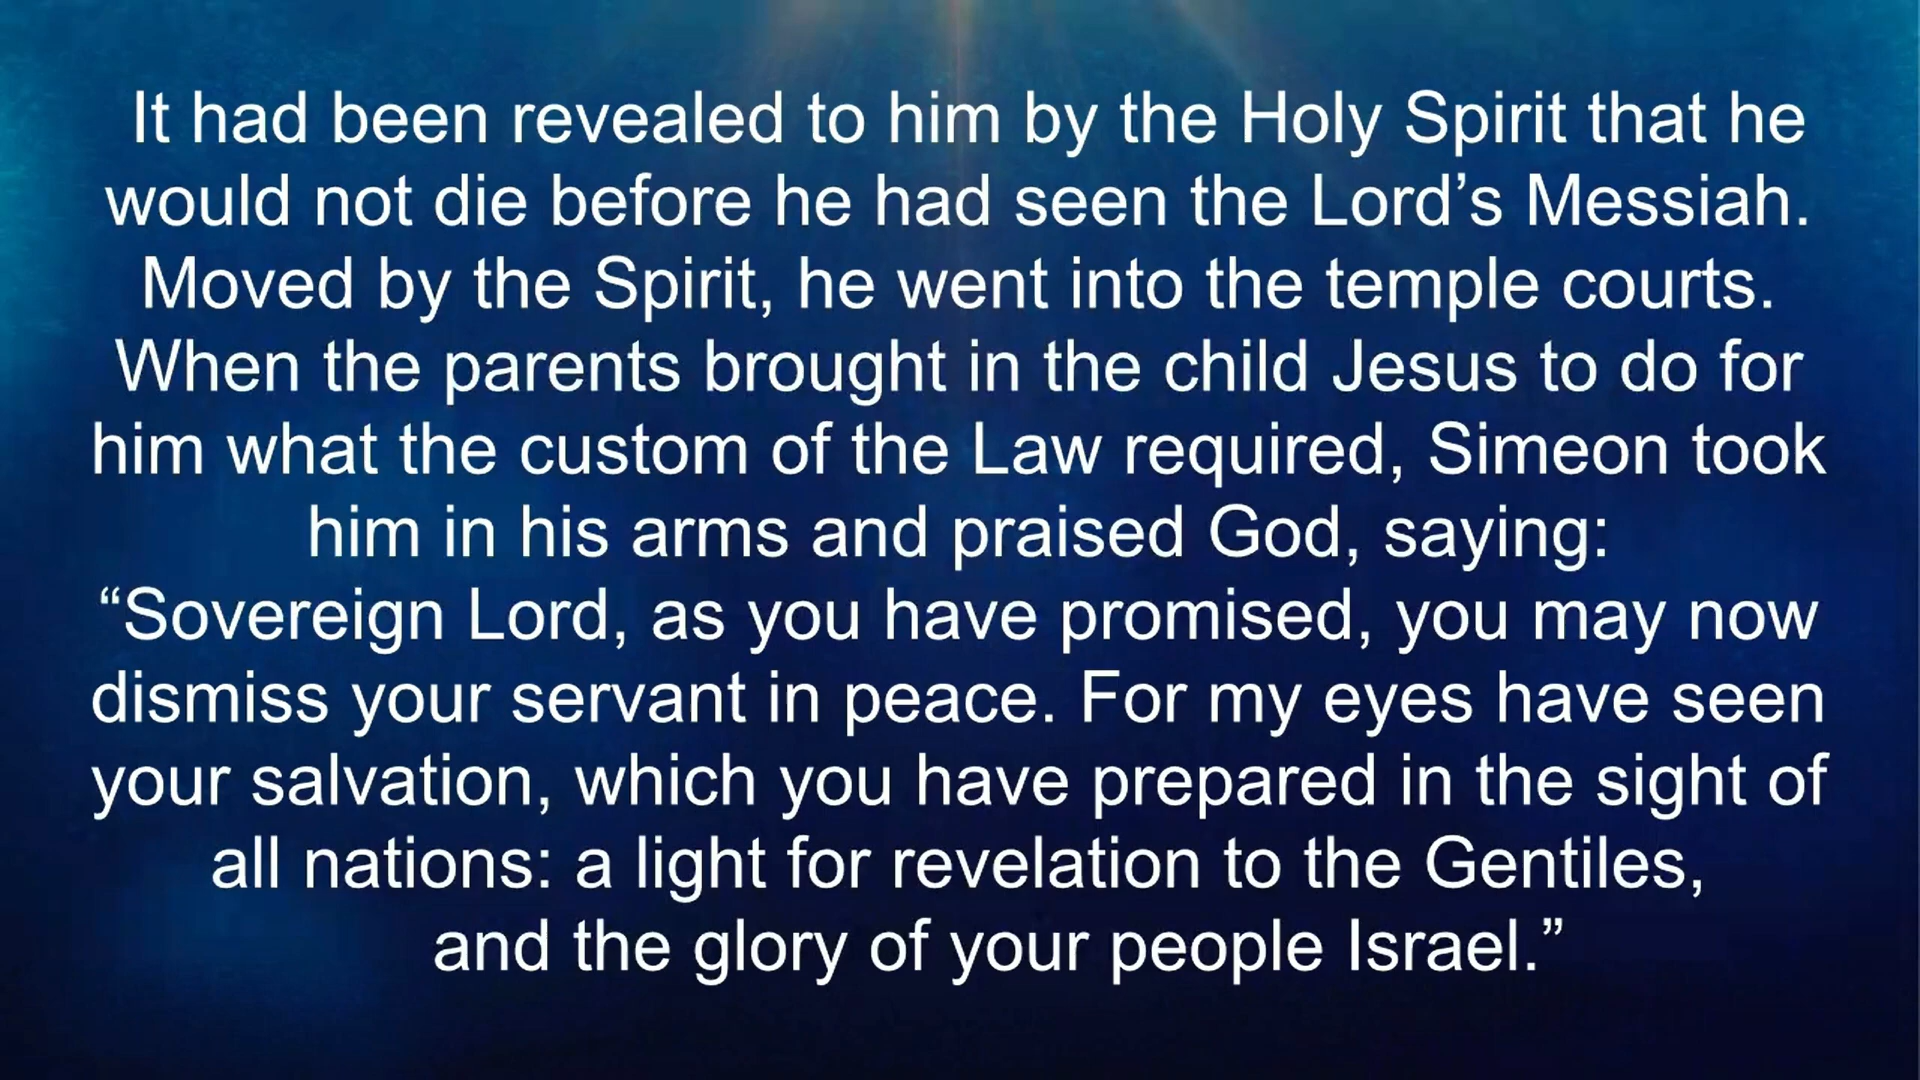 It had been revealed to him by the Holy Spirit that he
would not die before he had seen the Lord’s Messiah.
Moved by the Spirit, he went into the temple courts.
When the parents brought in the child Jesus to do for
him what the custom of the Law required, Simeon took
him in his arms and praised God, saying:
“Sovereign Lord, as you have promised, you may now
dismiss your servant in peace. For my eyes have seen
your salvation, which you have prepared in the sight of
all nations: a light for revelation to the Gentiles,
and the glory of your people Israel.”